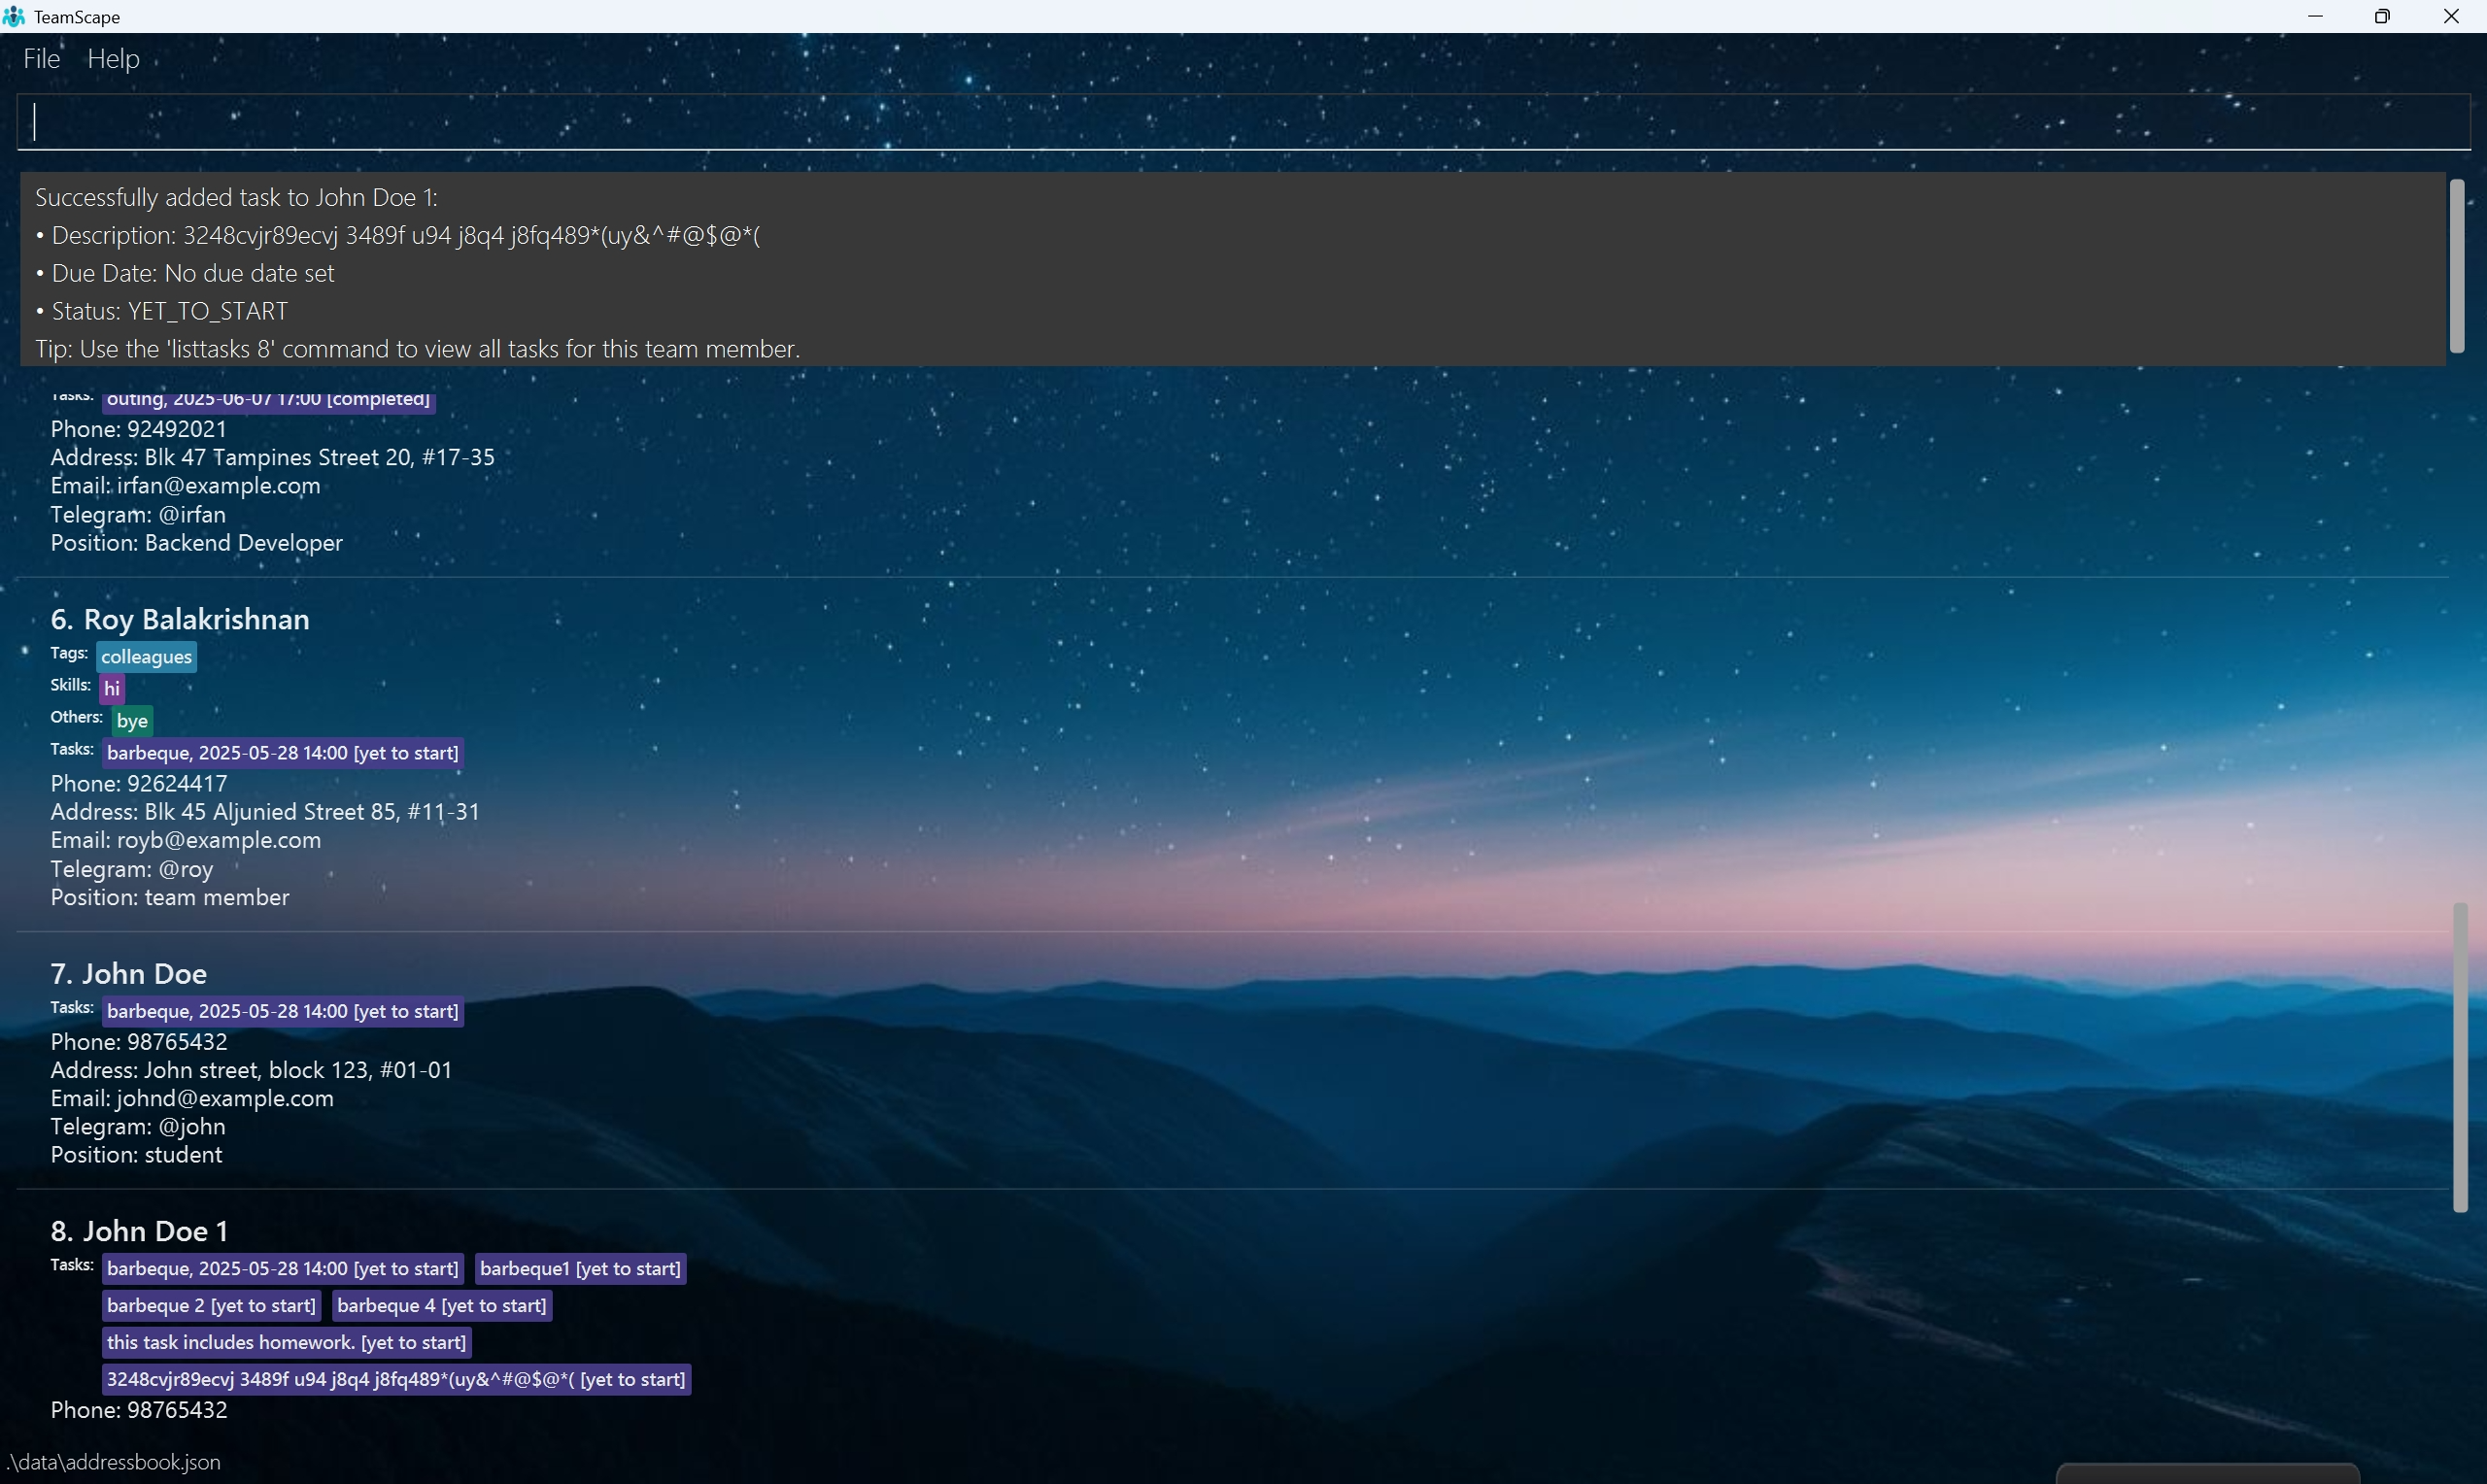 TeamScape
File Help
Successfully added task to John Doe 1:
• Description: 3248cvjr89ecvj 3489f u94 j8q4 j8fq489*(uy&^#@$@*(
• Due Date: No due date set
• Status: YET_TO_START
Tip: Use the 'listtasks 8' command to view all tasks for this team member.
Tasks: outing, 2025-06-07 17:00 [completed]
Phone: 92492021
Address: Blk 47 Tampines Street 20, #17-35
Email: irfan@example.com
Telegram: @irfan
Position: Backend Developer
6. Roy Balakrishnan
Tags: colleagues
Skills: hi
Others: bye
Tasks: barbeque, 2025-05-28 14:00 [yet to start]
Phone: 92624417
Address: Blk 45 Aljunied Street 85, #11-31
Email: royb@example.com
Telegram: @roy
Position: team member
7. John Doe
Tasks: barbeque, 2025-05-28 14:00 [yet to start]
Phone: 98765432
Address: John street, block 123, #01-01
Email: johnd@example.com
Telegram: @john
Position: student
8. John Doe 1
Tasks: barbeque, 2025-05-28 14:00 [yet to start] barbeque1 [yet to start]
barbeque 2 [yet to start] barbeque 4 [yet to start]
this task includes homework. [yet to start]
3248cvjr89ecvj 3489f u94 j8q4 j8fq489*(uy&^#@$@*( [yet to start]
Phone: 98765432
.\data\addressbook.json